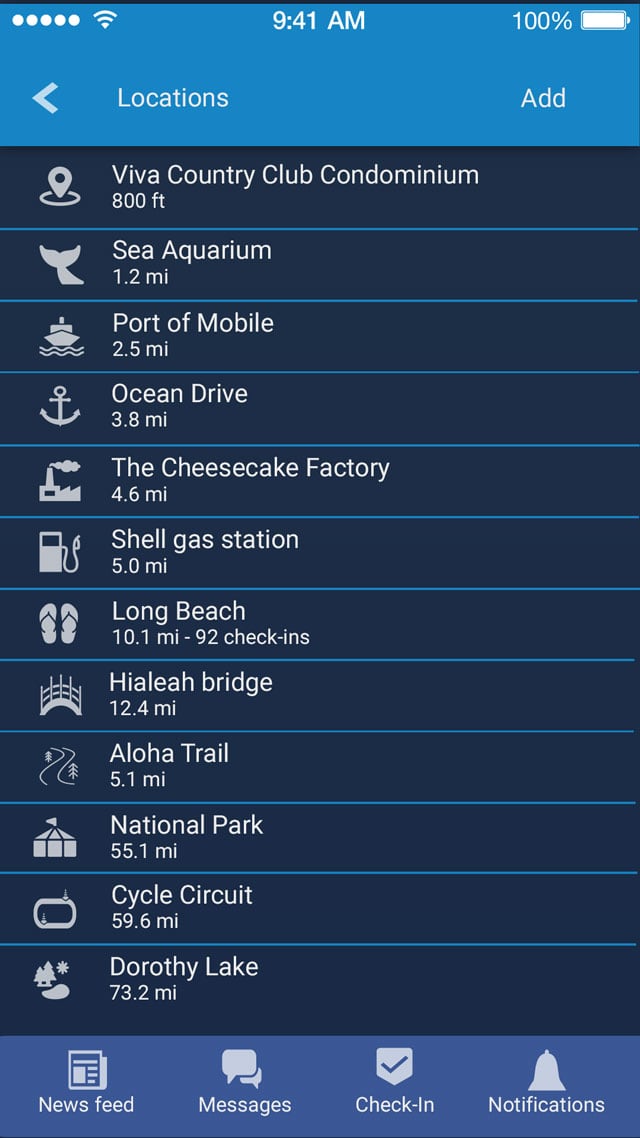 9:41 AM 100%
Locations Add
Viva Country Club Condominium
800 ft
Sea Aquarium
1.2 mi
Port of Mobile
2.5 mi
Ocean Drive
3.8 mi
The Cheesecake Factory
4.6 mi
Shell gas station
5.0 mi
Long Beach
10.1 mi - 92 check-ins
Hialeah bridge
12.4 mi
Aloha Trail
5.1 mi
National Park
55.1 mi
Cycle Circuit
59.6 mi
Dorothy Lake
73.2 mi
News feed Messages Check-In Notifications